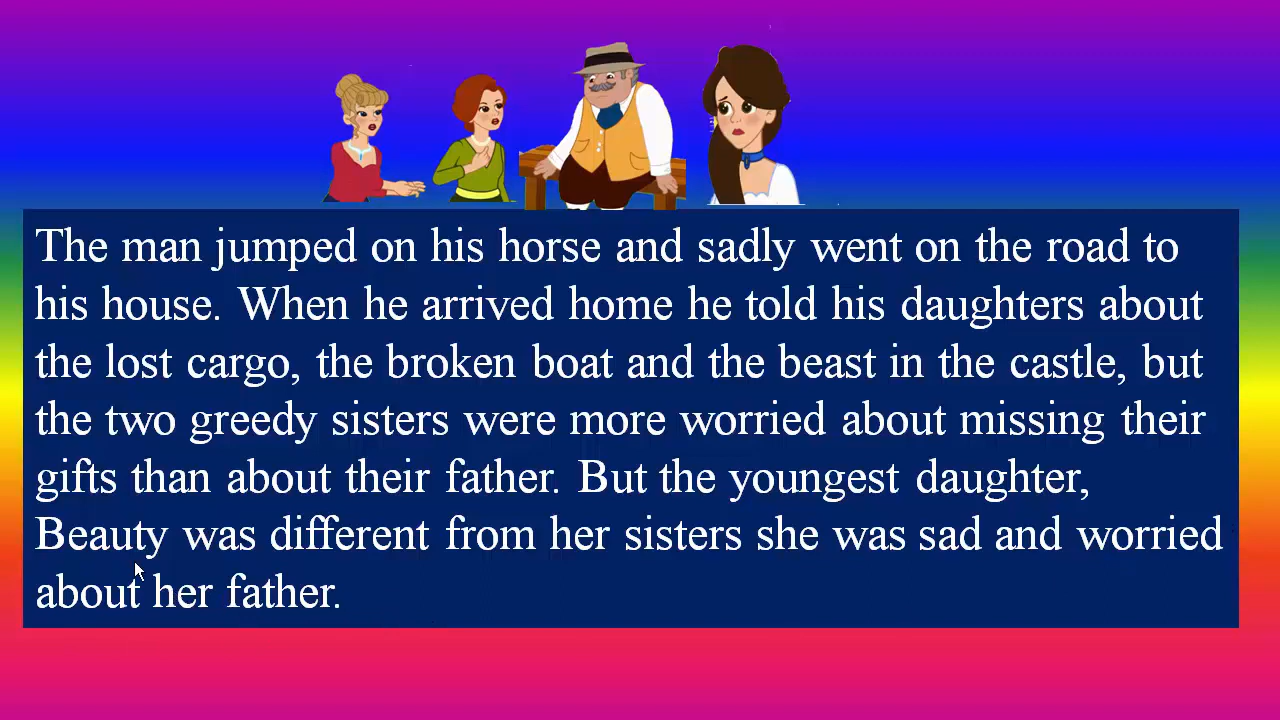 The man jumped on his horse and sadly went on the road to
his house. When he arrived home he told his daughters about
the lost cargo, the broken boat and the beast in the castle, but
the two greedy sisters were more worried about missing their
gifts than about their father. But the youngest daughter,
Beauty was different from her sisters she was sad and worried
about her father.